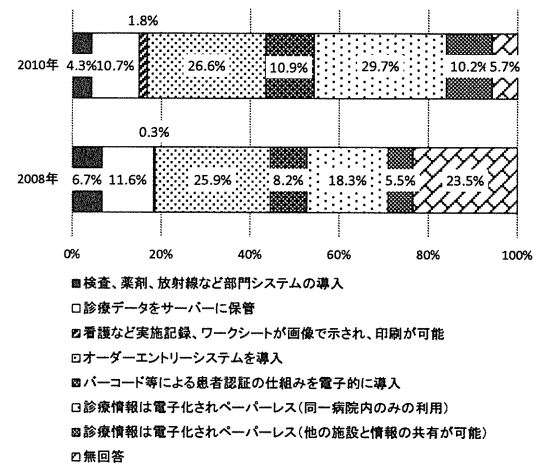 1.8%
2010年 4.3% 10.7% 26.6% 10.9% 29.7% 10.2% 5.7%
0.3%
2008年 6.7% 11.6% 25.9% 8.2% 18.3% 5.5% 23.5%
0% 20% 40% 60% 80% 100%
検査、薬剤、放射線など部門システムの導入
診療データをサーバーに保管
看護など実施記録、ワークシートが画像で示され、印刷が可能
オーダーエントリーシステムを導入
バーコード等による患者認証の仕組みを電子的に導入
診療情報は電子化されペーパーレス(同一病院内のみの利用)
診療情報は電子化されペーパーレス(他の施設と情報の共有が可能)
無回答